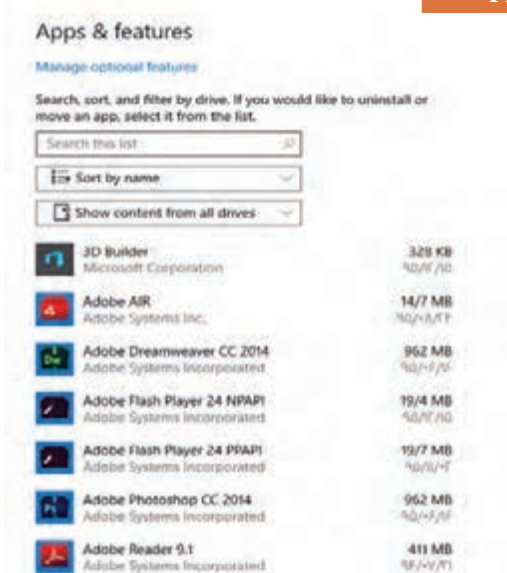 Apps & features
Manage optional features
Search, sort, and filter by drive. If you would like to uninstall or
move an app, select it from the list.
Search this list
Sort by name
Show content from all drives
3D Builder 328 KB
Microsoft Corporation
Adobe AIR 14/7 MB
Adobe Systems Inc.
Adobe Dreamweaver CC 2014 962 MB
Adobe Systems Incorporated
Adobe Flash Player 24 NPAPI 19/4 MB
Adobe Systems Incorporated
Adobe Flash Player 24 PPAPI 19/7 MB
Adobe Systems Incorporated
Adobe Photoshop CC 2014 962 MB
Adobe Systems Incorporated
Adobe Reader 9.1 411 MB
Adobe Systems Incorporated